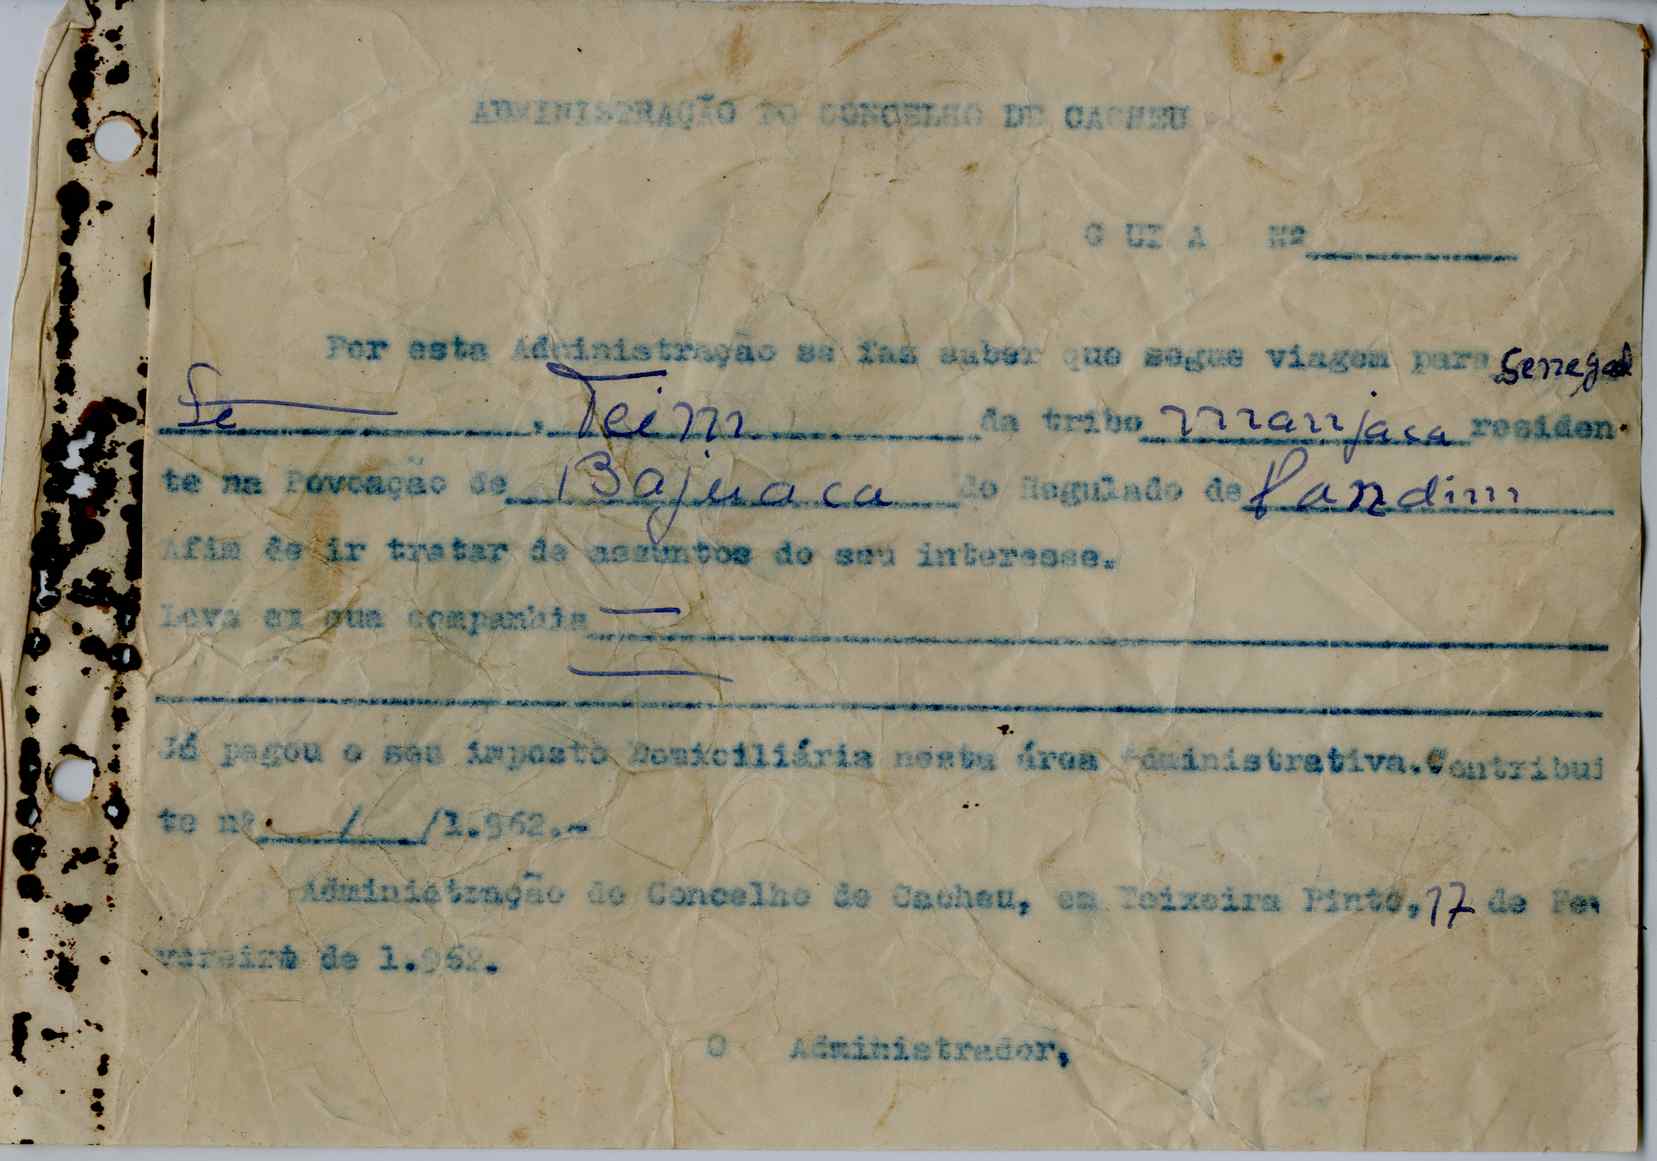 ADMINISTRAÇÃO DO CONCELHO DE CACHEU
G UI A Nº
Por esta Administração se faz saber que segue viagem para Senegal
Se , Teim da tribo manjaca residen-
te na Povoação de Bajuaca do Regulado de Pandim
Afim de ir tratar de assuntos do seu interesse.
Leva em sua companhia
Já pagou o seu imposto Domiciliária nesta área Administrativa.Contribui
te nº / /1.962.-
Administração do Concelho de Cacheu, em Teixeira Pinto, 17 de Fe-
vereiro de 1.962.
O Administrador,